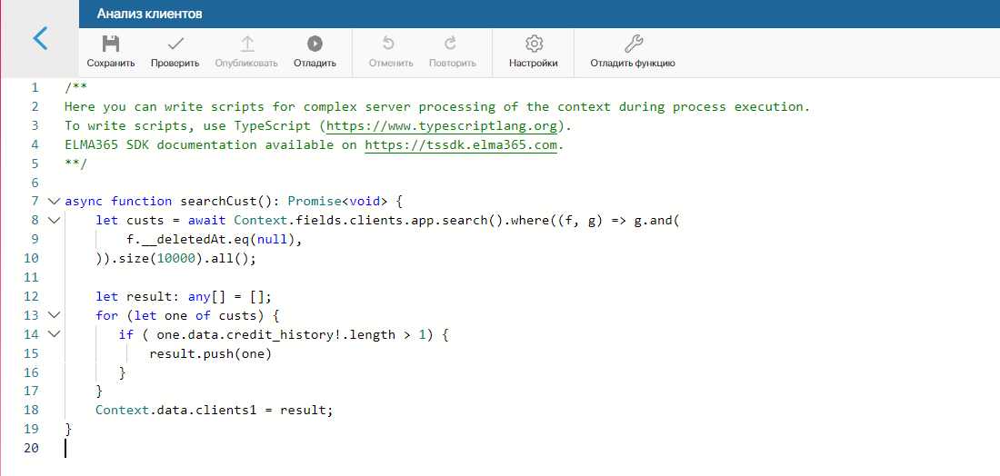 Анализ клиентов
Сохранить Проверить Опубликовать Отладить Отменить Повторить Настройки Отладить функцию
1 /**
2 Here you can write scripts for complex server processing of the context during process execution.
3 To write scripts, use TypeScript (https://www.typescriptlang.org).
4 ELMA365 SDK documentation available on https://tssdk.elma365.com.
5 **/
6
7 async function searchCust(): Promise<void> {
8 let custs = await Context.fields.clients.app.search().where((f, g) => g.and(
9 f.__deletedAt.eq(null),
10 )).size(10000).all();
11
12 let result: any[] = [];
13 for (let one of custs) {
14 if ( one.data.credit_history!.length > 1) {
15 result.push(one)
16 }
17 }
18 Context.data.clients1 = result;
19 }
20